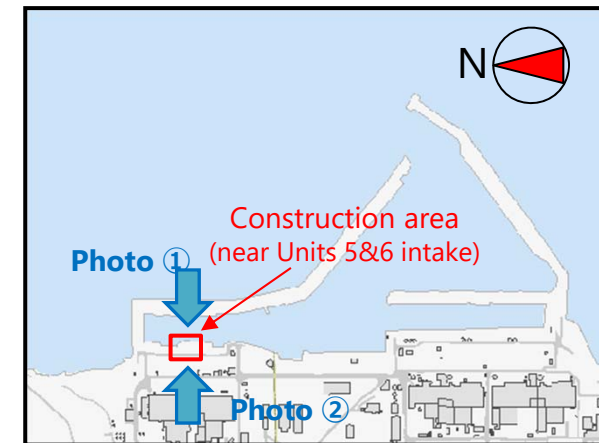 N
Construction area
(near Units 5&6 intake)
Photo ①
Photo ②